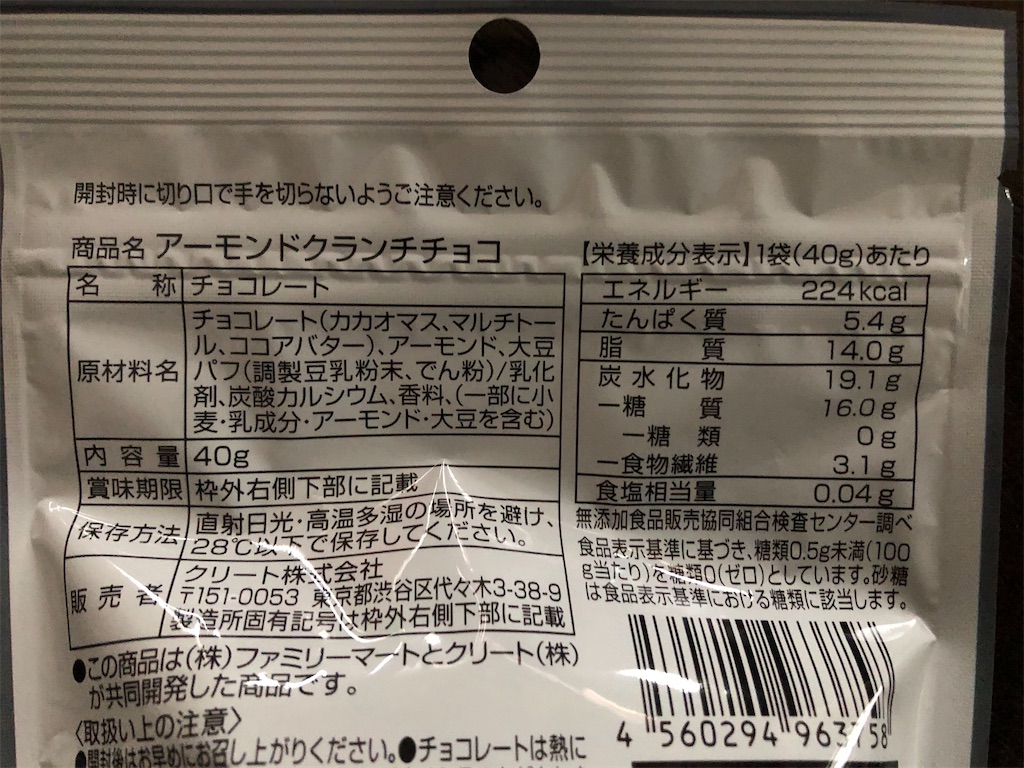 開封時に切り口で手を切らないようご注意ください。
商品名 アーモンドクランチチョコ
名 称 チョコレート
原材料名 チョコレート(カカオマス、マルチトー
ル、ココアバター)、アーモンド、大豆
パフ(調製豆乳粉末、でん粉)/乳化
剤、炭酸カルシウム、香料、(一部に小
麦・乳成分・アーモンド・大豆を含む)
内容量 40g
賞味期限 枠外右側下部に記載
保存方法 直射日光・高温多湿の場所を避け、
28℃以下で保存してください。
販売者 クリート株式会社
〒151-0053 東京都渋谷区代々木3-38-9
製造所固有記号は枠外右側下部に記載
●この商品は(株)ファミリーマートとクリート(株)
が共同開発した商品です。
〈取扱い上の注意〉
●開封後はお早めにお召し上がりください。●チョコレートは熱に
【栄養成分表示】1袋(40g)あたり
エネルギー 224kcal
たんぱく質 5.4g
脂 質 14.0g
炭水化物 19.1g
－糖 質 16.0g
－糖 類 0g
－食物繊維 3.1g
食塩相当量 0.04g
無添加食品販売協同組合検査センター調べ
食品表示基準に基づき、糖類0.5g未満(100
g当たり)を糖類0(ゼロ)としています。砂糖
は食品表示基準における糖類に該当します。
4 560294 963758